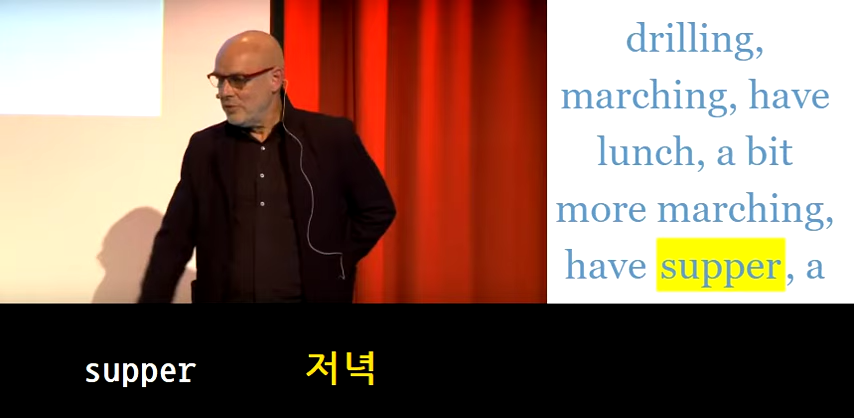 drilling,
marching, have
lunch, a bit
more marching,
have supper, a
supper 저녁